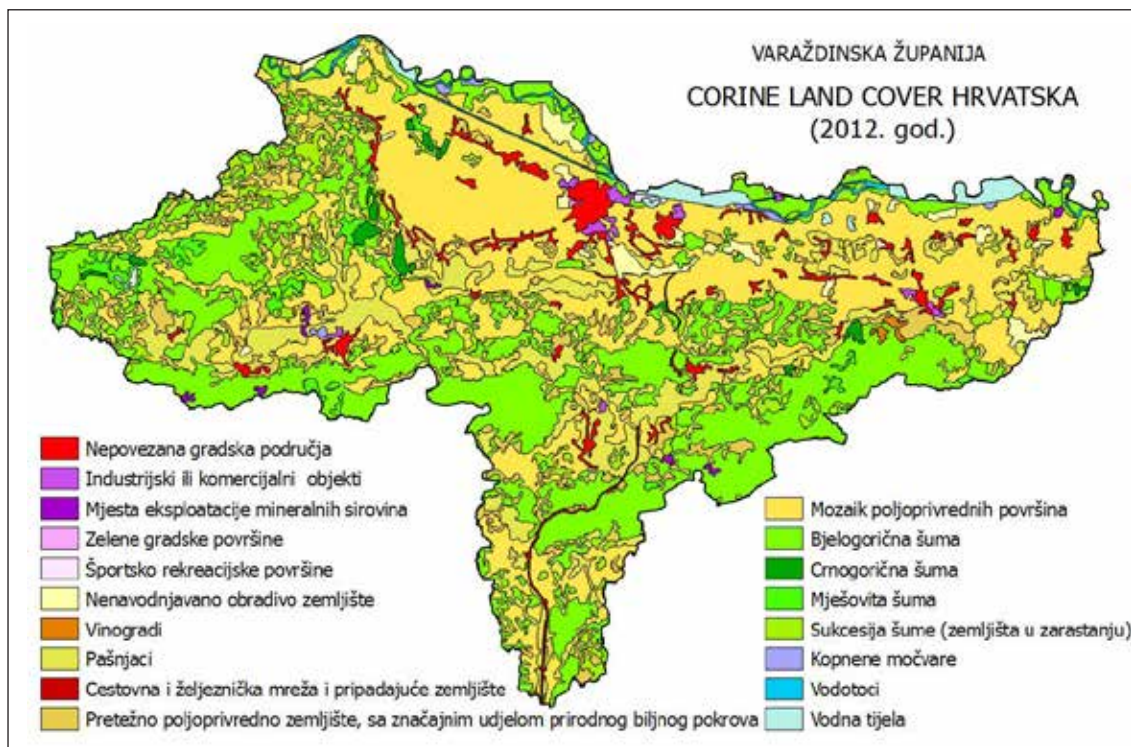 VARAŽDINSKA ŽUPANIJA
CORINE LAND COVER HRVATSKA
(2012. god.)
Nepovezana gradska područja
Industrijski ili komercijalni objekti
Mjesta eksploatacije mineralnih sirovina
Zelene gradske površine
Športsko rekreacijske površine
Nenavodnjavano obradivo zemljište
Vinogradi
Pašnjaci
Cestovna i željeznička mreža i pripadajuće zemljište
Pretežno poljoprivredno zemljište, sa značajnim udjelom prirodnog biljnog pokrova
Mozaik poljoprivrednih površina
Bjelogorična šuma
Crnogorična šuma
Mješovita šuma
Sukcesija šume (zemljišta u zarastanju)
Kopnene močvare
Vodotoci
Vodna tijela